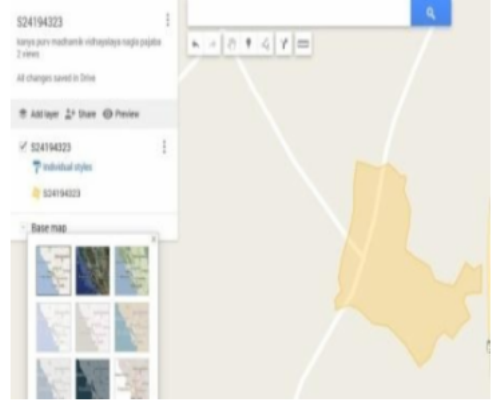 S24194323
kanya purv madhamik vidhayalaya nagla pajaba
2 views
All changes saved in Drive
Add layer Share Preview
S24194323
Individual styles
S24194323
Base map